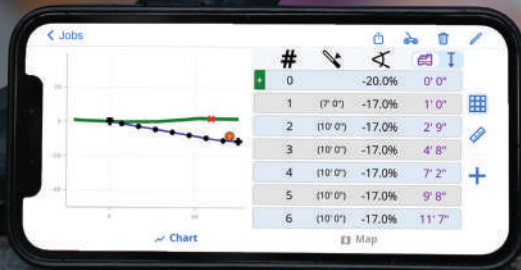 Jobs
#
0 -20.0% 0' 0"
1 (7' 0") -17.0% 1' 0"
2 (10' 0") -17.0% 2' 9"
3 (10' 0") -17.0% 4' 8"
4 (10' 0") -17.0% 7' 2"
5 (10' 0") -17.0% 9' 8"
6 (10' 0") -17.0% 11' 7"
Chart
Map